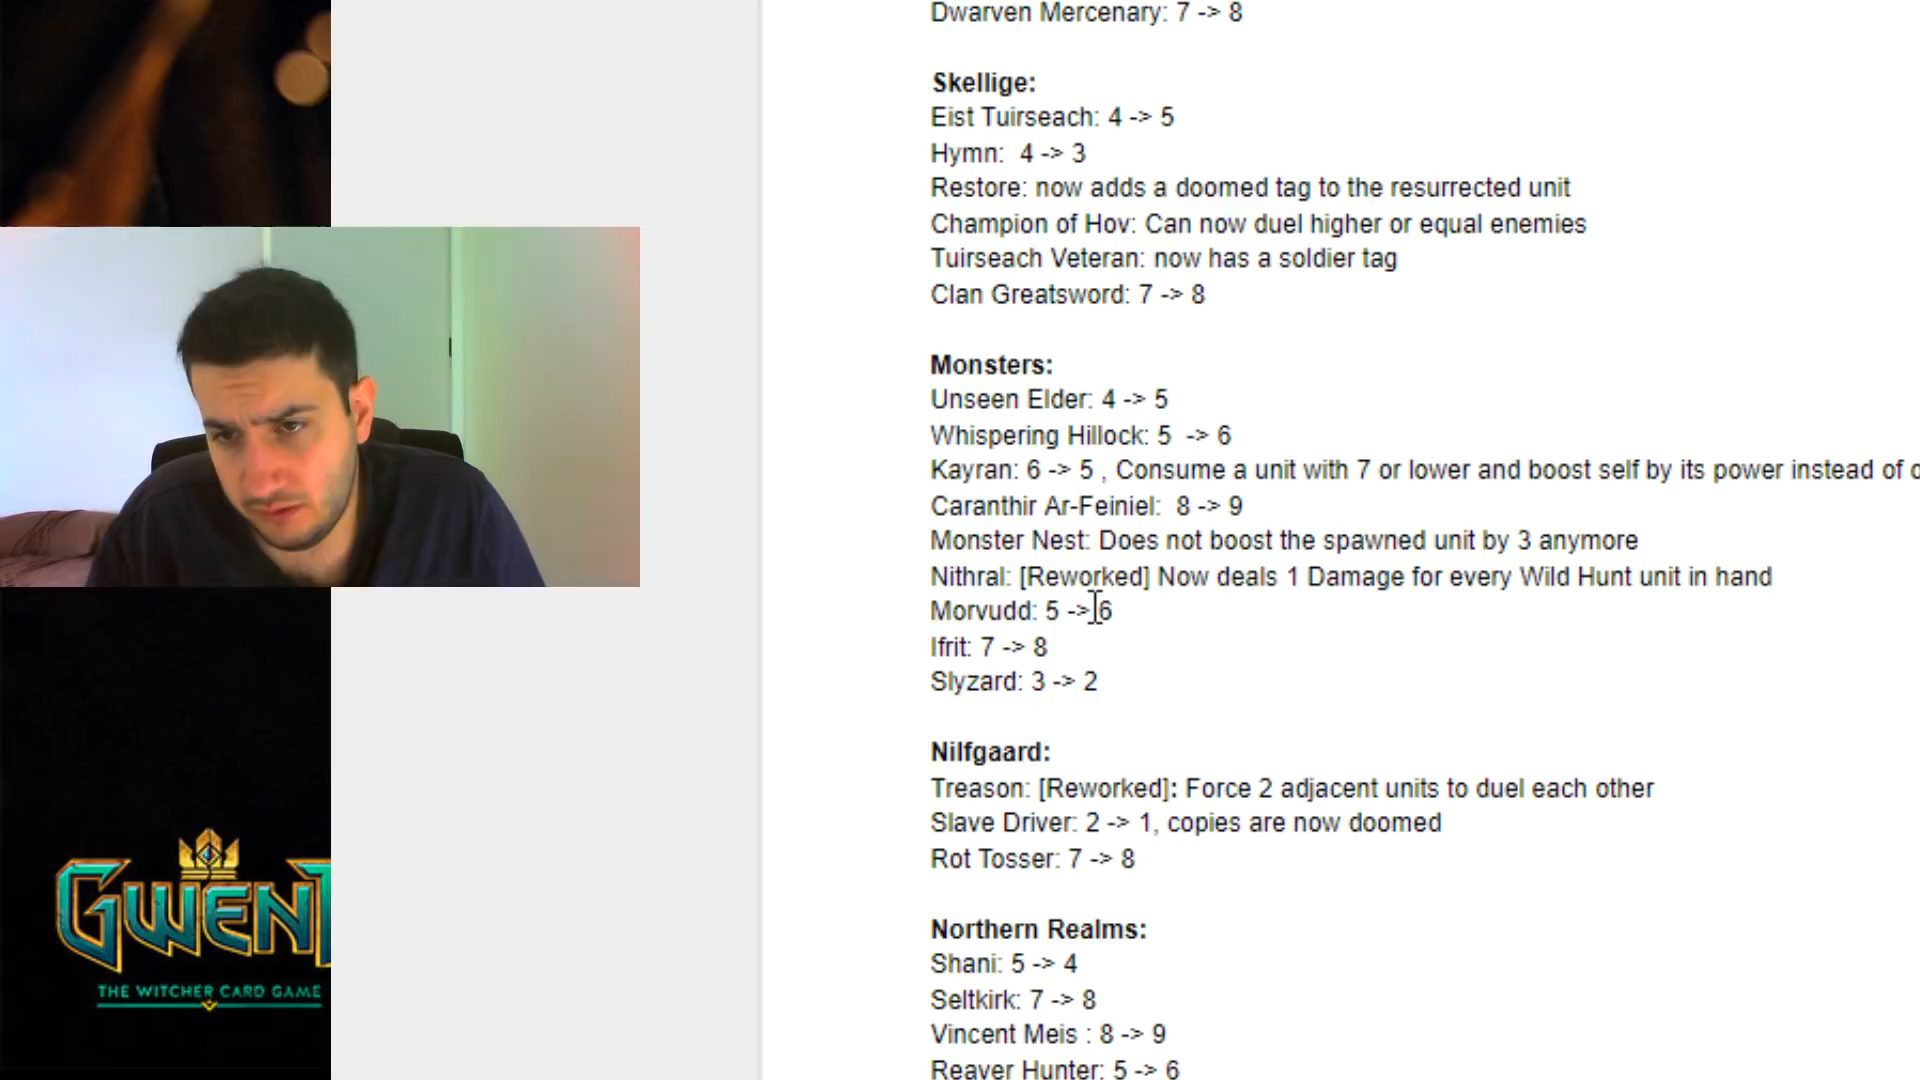 Dwarven Mercenary: 7 -> 8
Skellige:
Eist Tuirseach: 4 -> 5
Hymn:  4 -> 3
Restore: now adds a doomed tag to the resurrected unit
Champion of Hov: Can now duel higher or equal enemies
Tuirseach Veteran: now has a soldier tag
Clan Greatsword: 7 -> 8
Monsters:
Unseen Elder: 4 -> 5
Whispering Hillock: 5  -> 6
Kayran: 6 -> 5 , Consume a unit with 7 or lower and boost self by its power instead of
Caranthir Ar-Feiniel:  8 -> 9
Monster Nest: Does not boost the spawned unit by 3 anymore
Nithral: [Reworked] Now deals 1 Damage for every Wild Hunt unit in hand
Morvudd: 5 -> 6
Ifrit: 7 -> 8
Slyzard: 3 -> 2
Nilfgaard:
Treason: [Reworked]: Force 2 adjacent units to duel each other
Slave Driver: 2 -> 1, copies are now doomed
Rot Tosser: 7 -> 8
Northern Realms:
Shani: 5 -> 4
Seltkirk: 7 -> 8
Vincent Meis : 8 -> 9
Reaver Hunter: 5 -> 6
GWENT
THE WITCHER CARD GAME